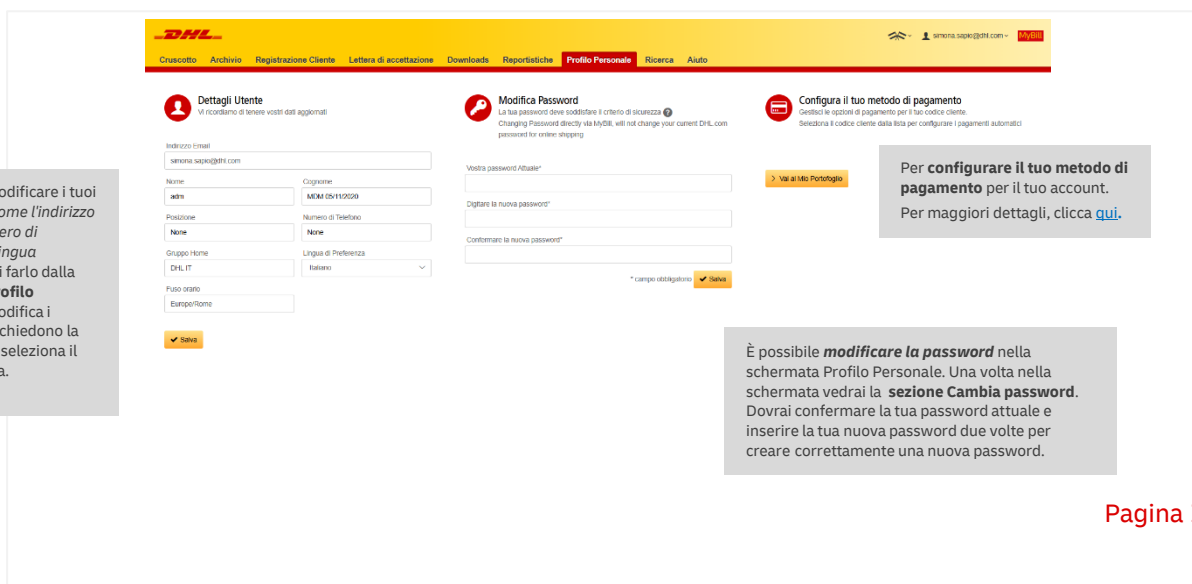 DHL
simona.sapio@dhl.com
MyBill
Cruscotto Archivio Registrazione Cliente Lettera di accettazione Downloads Reportistiche Profilo Personale Ricerca Aiuto
Dettagli Utente
Vi ricordiamo di tenere vostri dati aggiornati
Indirizzo Email
simona.sapio@dhl.com
Nome Cognome
adm MDM 05/11/2020
Posizione Numero di Telefono
None None
Gruppo Home Lingua di Preferenza
DHL IT Italiano
Fuso orario
Europe/Rome
Salva
Modifica Password
La tua password deve soddisfare il criterio di sicurezza ?
Changing Password directly via MyBill, will not change your current DHL.com
password for online shipping
Vostra password Attuale*
Digitare la nuova password*
Confermare la nuova password*
* campo obbligatorio Salva
Configura il tuo metodo di pagamento
Gestisci le opzioni di pagamento per il tuo codice cliente.
Seleziona il codice cliente dalla lista per configurare i pagamenti automatici
Vai al Mio Portafoglio
Per configurare il tuo metodo di
pagamento per il tuo account.
Per maggiori dettagli, clicca qui.
odificare i tuoi
ome l'indirizzo
ero di
ingua
i farlo dalla
ofilo
odifica i
chiedono la
seleziona il
a.
È possibile modificare la password nella
schermata Profilo Personale. Una volta nella
schermata vedrai la sezione Cambia password.
Dovrai confermare la tua password attuale e
inserire la tua nuova password due volte per
creare correttamente una nuova password.
Pagina